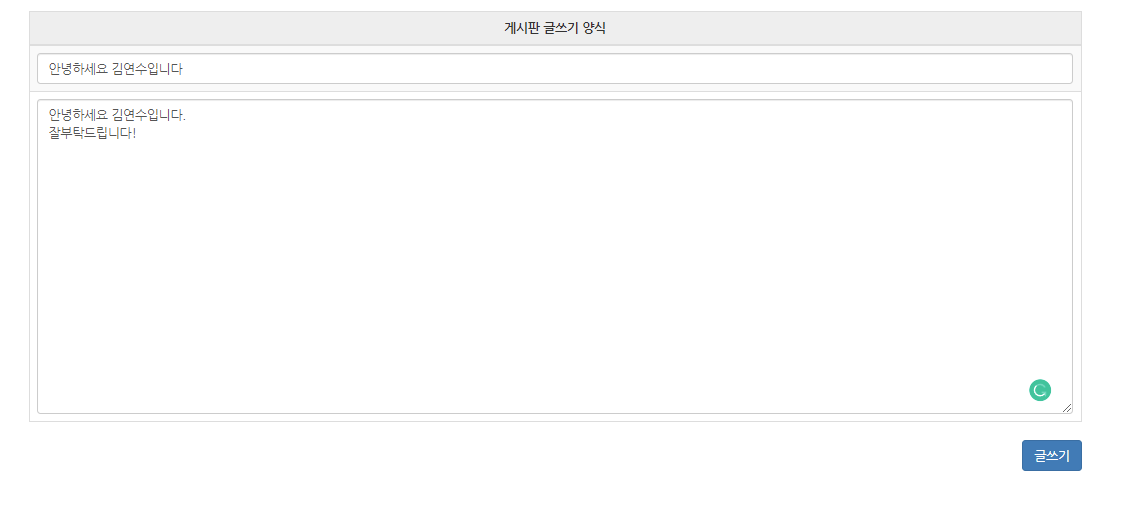 게시판 글쓰기 양식
안녕하세요 김연수입니다
안녕하세요 김연수입니다.
잘부탁드립니다!
글쓰기